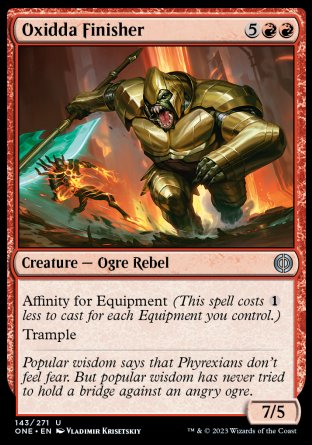 Oxidda Finisher 5
Creature — Ogre Rebel
Affinity for Equipment (This spell costs 1
less to cast for each Equipment you control.)
Trample
Popular wisdom says that Phyrexians don't
feel fear. But popular wisdom has never tried
to hold a bridge against an angry ogre.
7/5
143/271 U
ONE • EN Vladimir Krisetskiy ™ & © 2023 Wizards of the Coast